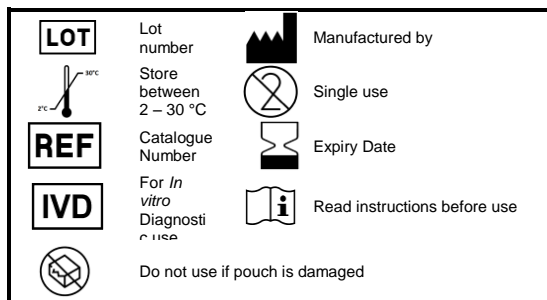 LOT
Lot
number
Manufactured by
30°C
2°C
Store
between
2 – 30 °C
2
Single use
REF
Catalogue
Number
Expiry Date
IVD
For In
vitro
Diagnosti
c use
i
Read instructions before use
Do not use if pouch is damaged